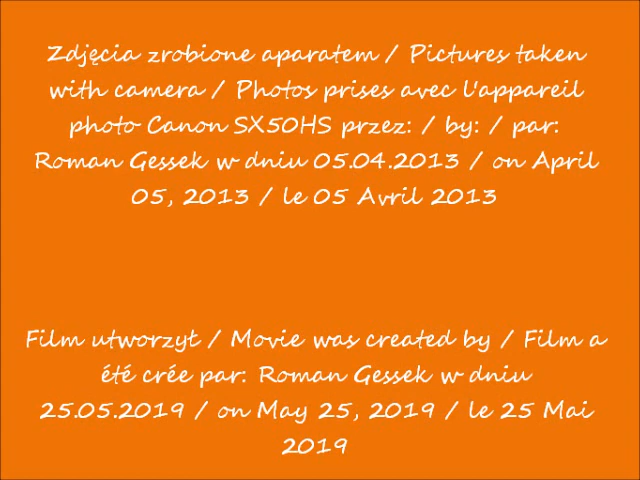 Zdjęcia zrobione aparatem / Pictures taken
with camera / Photos prises avec l'appareil
photo Canon SX50HS przez: / by: / par:
Roman Gessek w dniu 05.04.2013 / on April
05, 2013 / le 05 Avril 2013
Film utworzył / Movie was created by / Film a
été crée par: Roman Gessek w dniu
25.05.2019 / on May 25, 2019 / le 25 Mai
2019